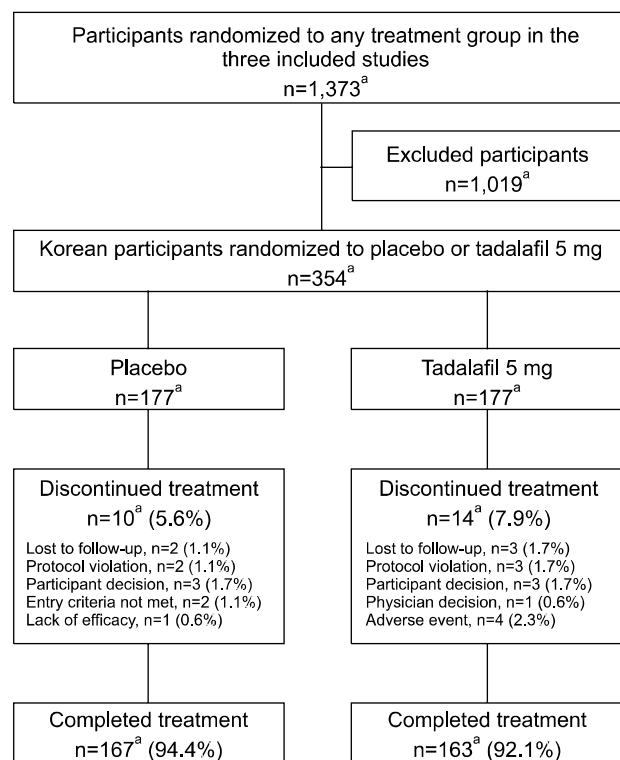 Participants randomized to any treatment group in the
three included studies
n=1,373ᵃ
Excluded participants
n=1,019ᵃ
Korean participants randomized to placebo or tadalafil 5 mg
n=354ᵃ
Placebo
n=177ᵃ
Tadalafil 5 mg
n=177ᵃ
Discontinued treatment
n=10ᵃ (5.6%)
Lost to follow-up, n=2 (1.1%)
Protocol violation, n=2 (1.1%)
Participant decision, n=3 (1.7%)
Entry criteria not met, n=2 (1.1%)
Lack of efficacy, n=1 (0.6%)
Discontinued treatment
n=14ᵃ (7.9%)
Lost to follow-up, n=3 (1.7%)
Protocol violation, n=3 (1.7%)
Participant decision, n=3 (1.7%)
Physician decision, n=1 (0.6%)
Adverse event, n=4 (2.3%)
Completed treatment
n=167ᵃ (94.4%)
Completed treatment
n=163ᵃ (92.1%)